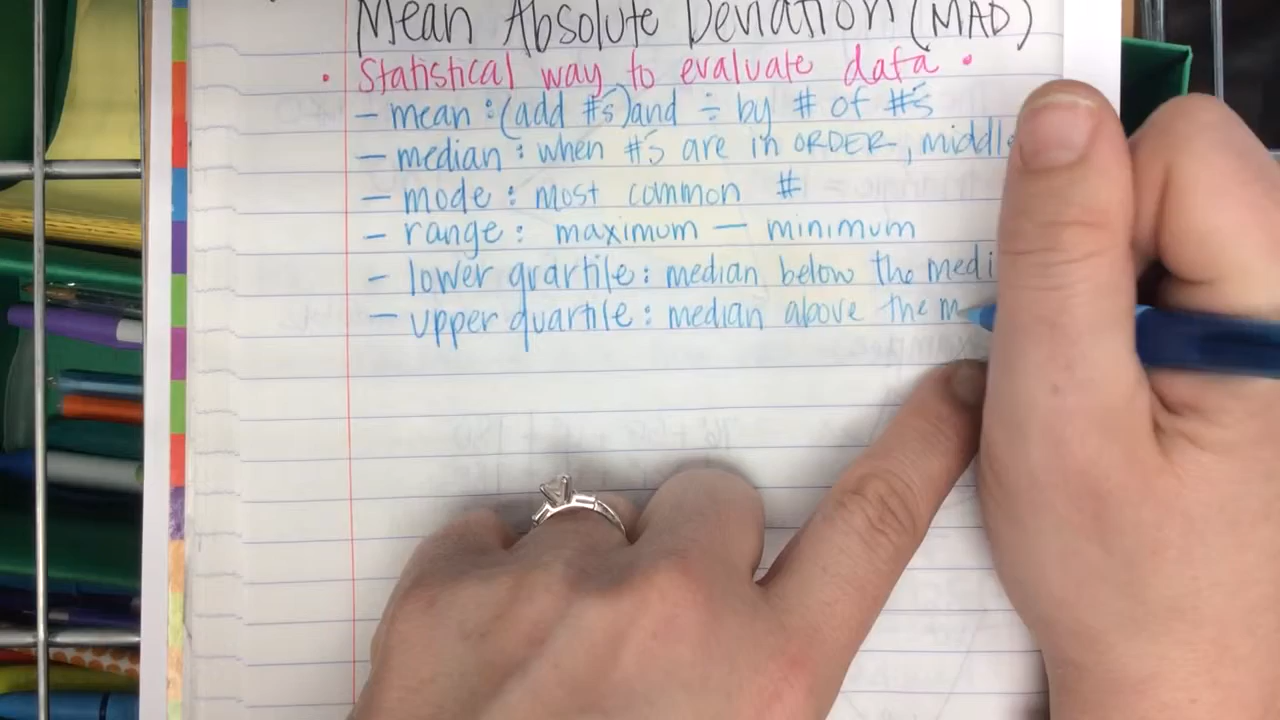 Mean Absolute Deviation (MAD)
• Statistical way to evaluate data •
- mean : (add #'s) and ÷ by # of #'s
- median : when #'s are in ORDER, middl
- mode : most common #
- range : maximum - minimum
- lower quartile : median below the medi
- upper quartile : median above the m